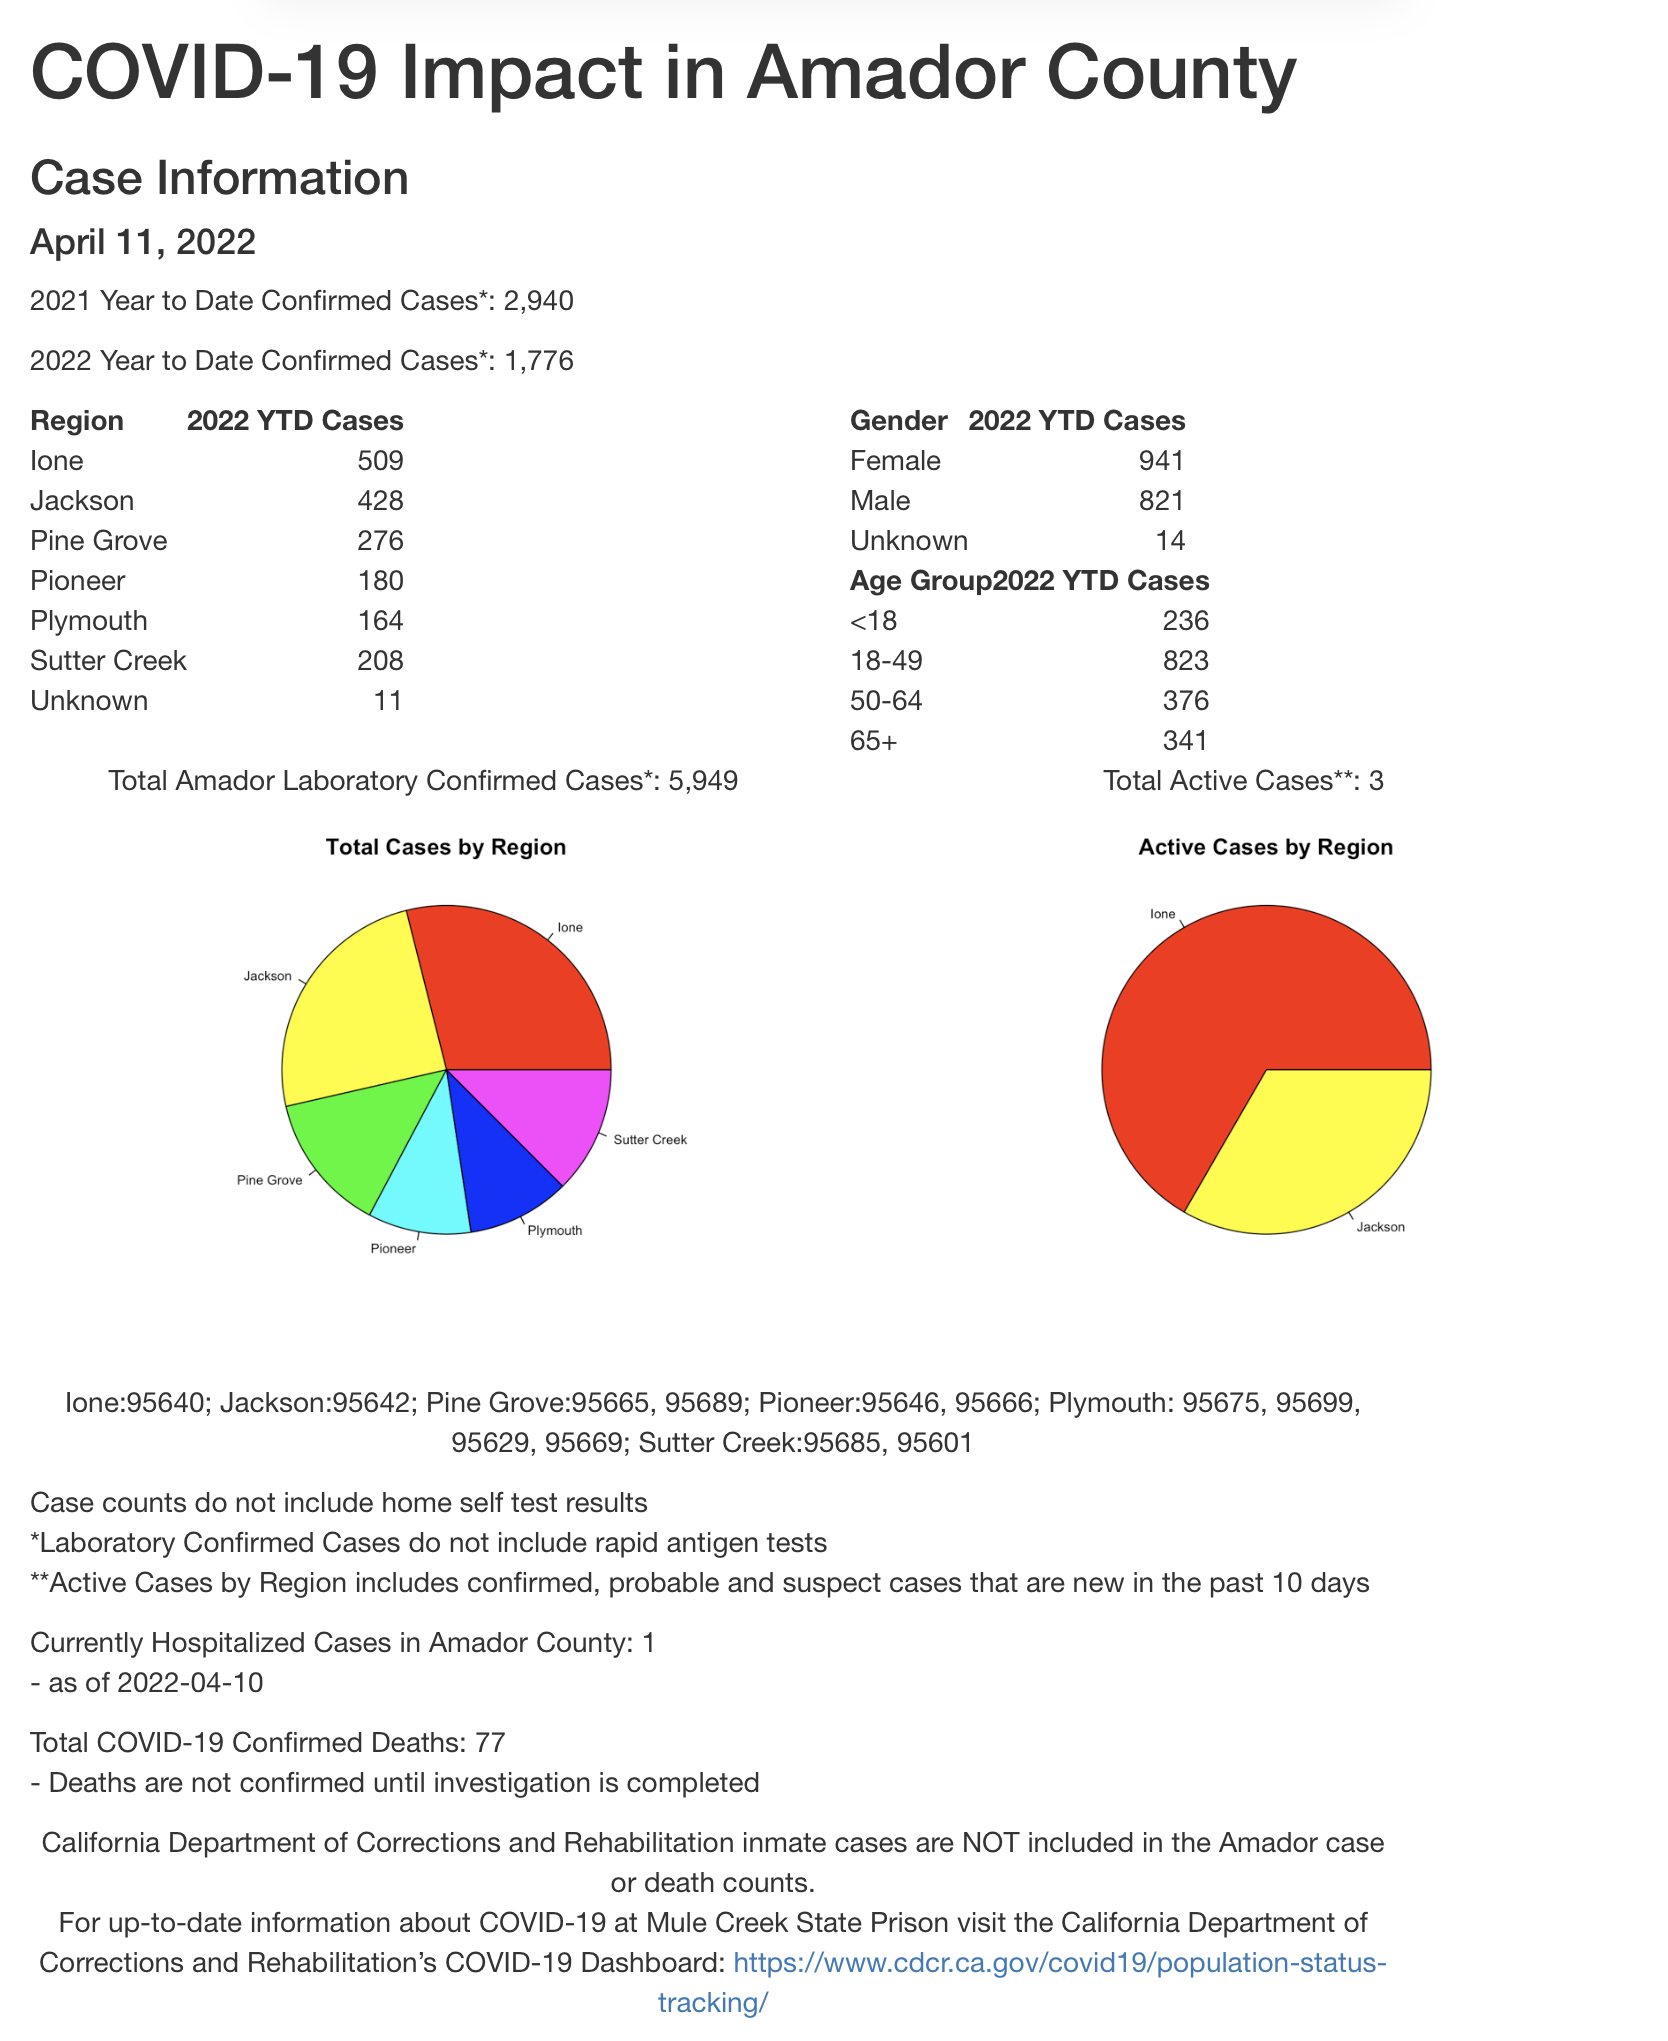 COVID-19 Impact in Amador County
Case Information
April 11, 2022
2021 Year to Date Confirmed Cases*: 2,940
2022 Year to Date Confirmed Cases*: 1,776
Region 2022 YTD Cases
Ione 509
Jackson 428
Pine Grove 276
Pioneer 180
Plymouth 164
Sutter Creek 208
Unknown 11
Gender 2022 YTD Cases
Female 941
Male 821
Unknown 14
Age Group2022 YTD Cases
<18 236
18-49 823
50-64 376
65+ 341
Total Amador Laboratory Confirmed Cases*: 5,949
Total Active Cases**: 3
Total Cases by Region
Ione
Jackson
Pine Grove
Pioneer
Plymouth
Sutter Creek
Active Cases by Region
Ione
Jackson
Ione:95640; Jackson:95642; Pine Grove:95665, 95689; Pioneer:95646, 95666; Plymouth: 95675, 95699,
95629, 95669; Sutter Creek:95685, 95601
Case counts do not include home self test results
*Laboratory Confirmed Cases do not include rapid antigen tests
**Active Cases by Region includes confirmed, probable and suspect cases that are new in the past 10 days
Currently Hospitalized Cases in Amador County: 1
- as of 2022-04-10
Total COVID-19 Confirmed Deaths: 77
- Deaths are not confirmed until investigation is completed
California Department of Corrections and Rehabilitation inmate cases are NOT included in the Amador case
or death counts.
For up-to-date information about COVID-19 at Mule Creek State Prison visit the California Department of
Corrections and Rehabilitation’s COVID-19 Dashboard: https://www.cdcr.ca.gov/covid19/population-status-
tracking/